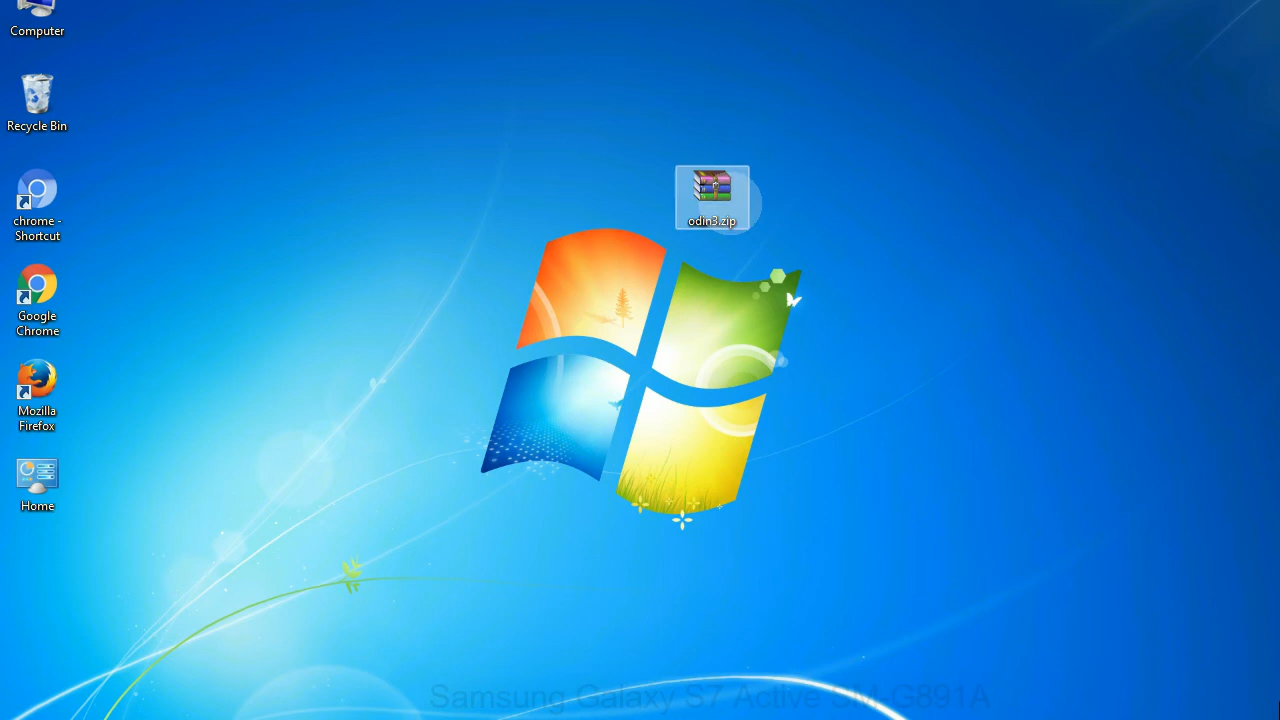 Computer
Recycle Bin
chrome -
Shortcut
Google
Chrome
Mozilla
Firefox
Home
odin3.zip
Samsung Galaxy S7 Active SM-G891A